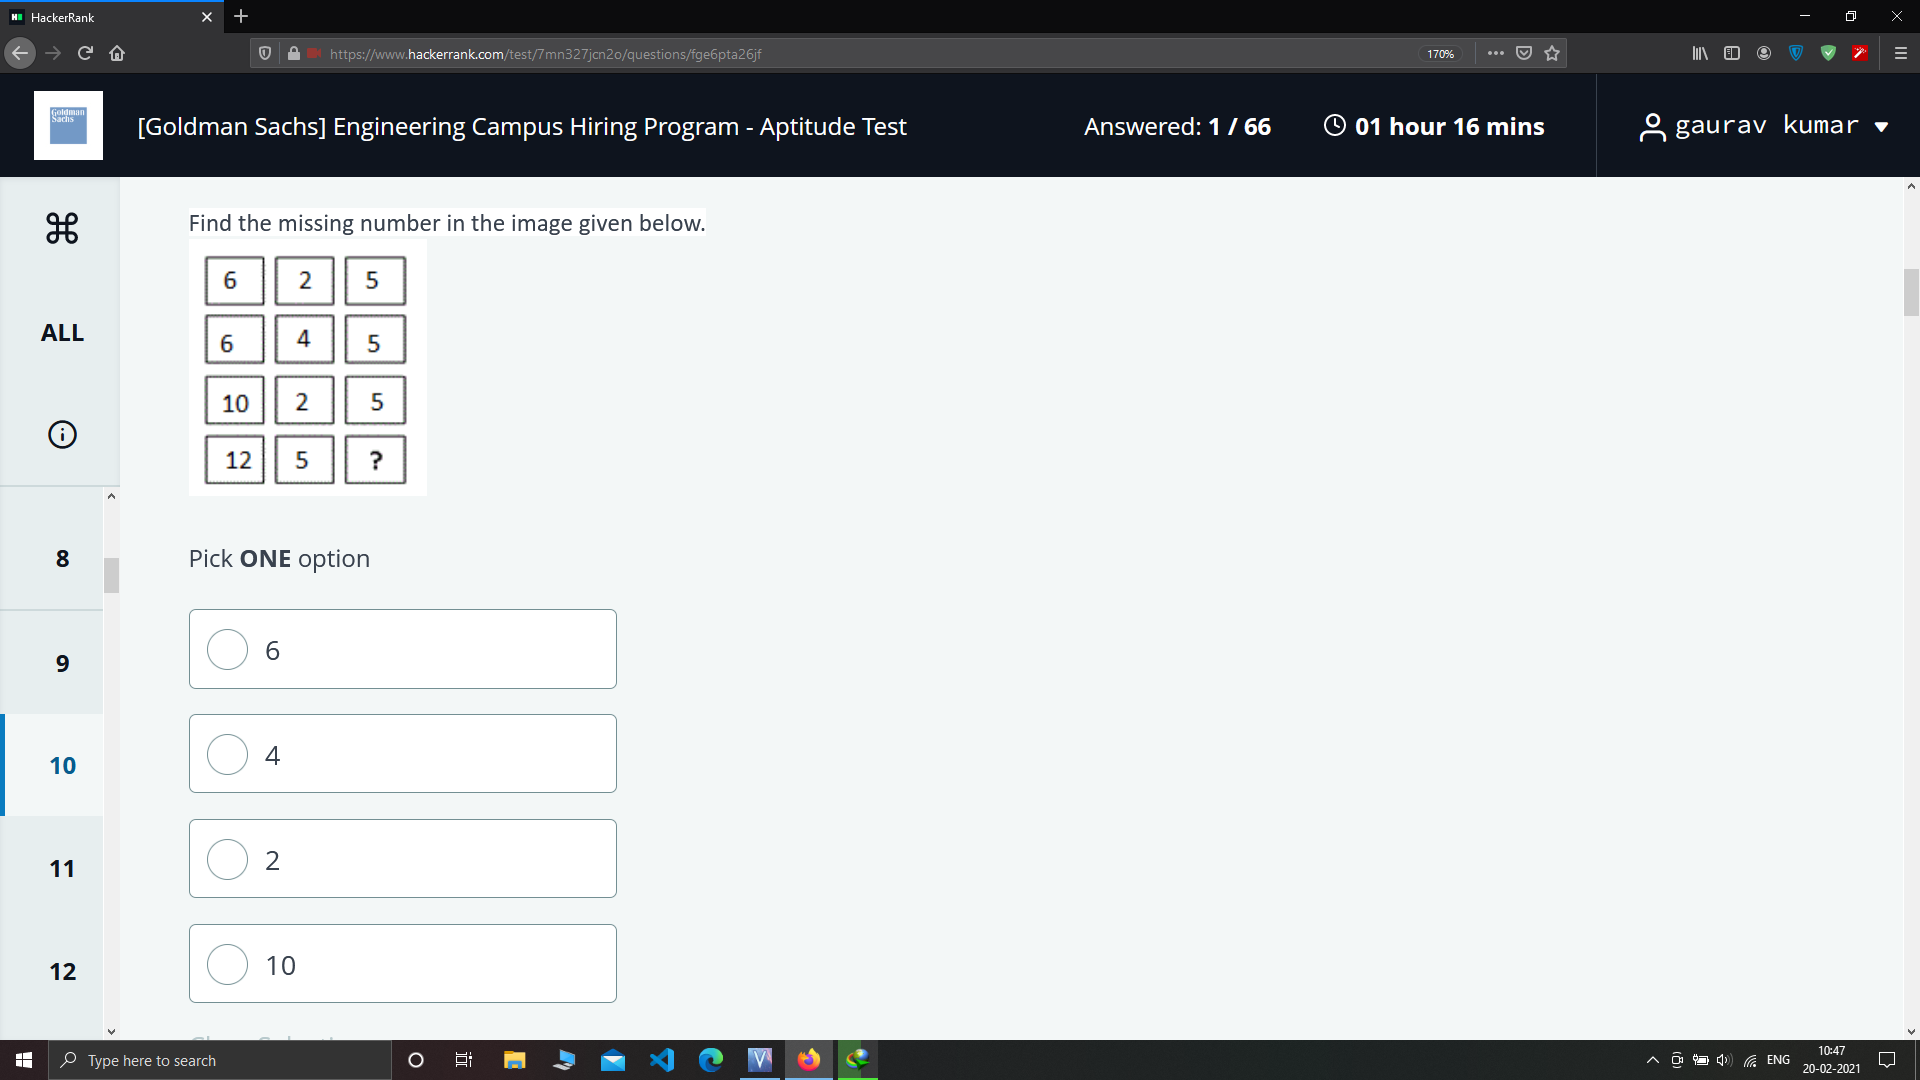 HackerRank
https://www.hackerrank.com/test/7mn327jcn2o/questions/fge6pta26jf
170%
Goldman
Sachs
[Goldman Sachs] Engineering Campus Hiring Program - Aptitude Test
Answered: 1 / 66
01 hour 16 mins
gaurav kumar
ALL
8
9
10
11
12
Find the missing number in the image given below.
6 2 5
6 4 5
10 2 5
12 5 ?
Pick ONE option
6
4
2
10
Type here to search
ENG
10:47
20-02-2021